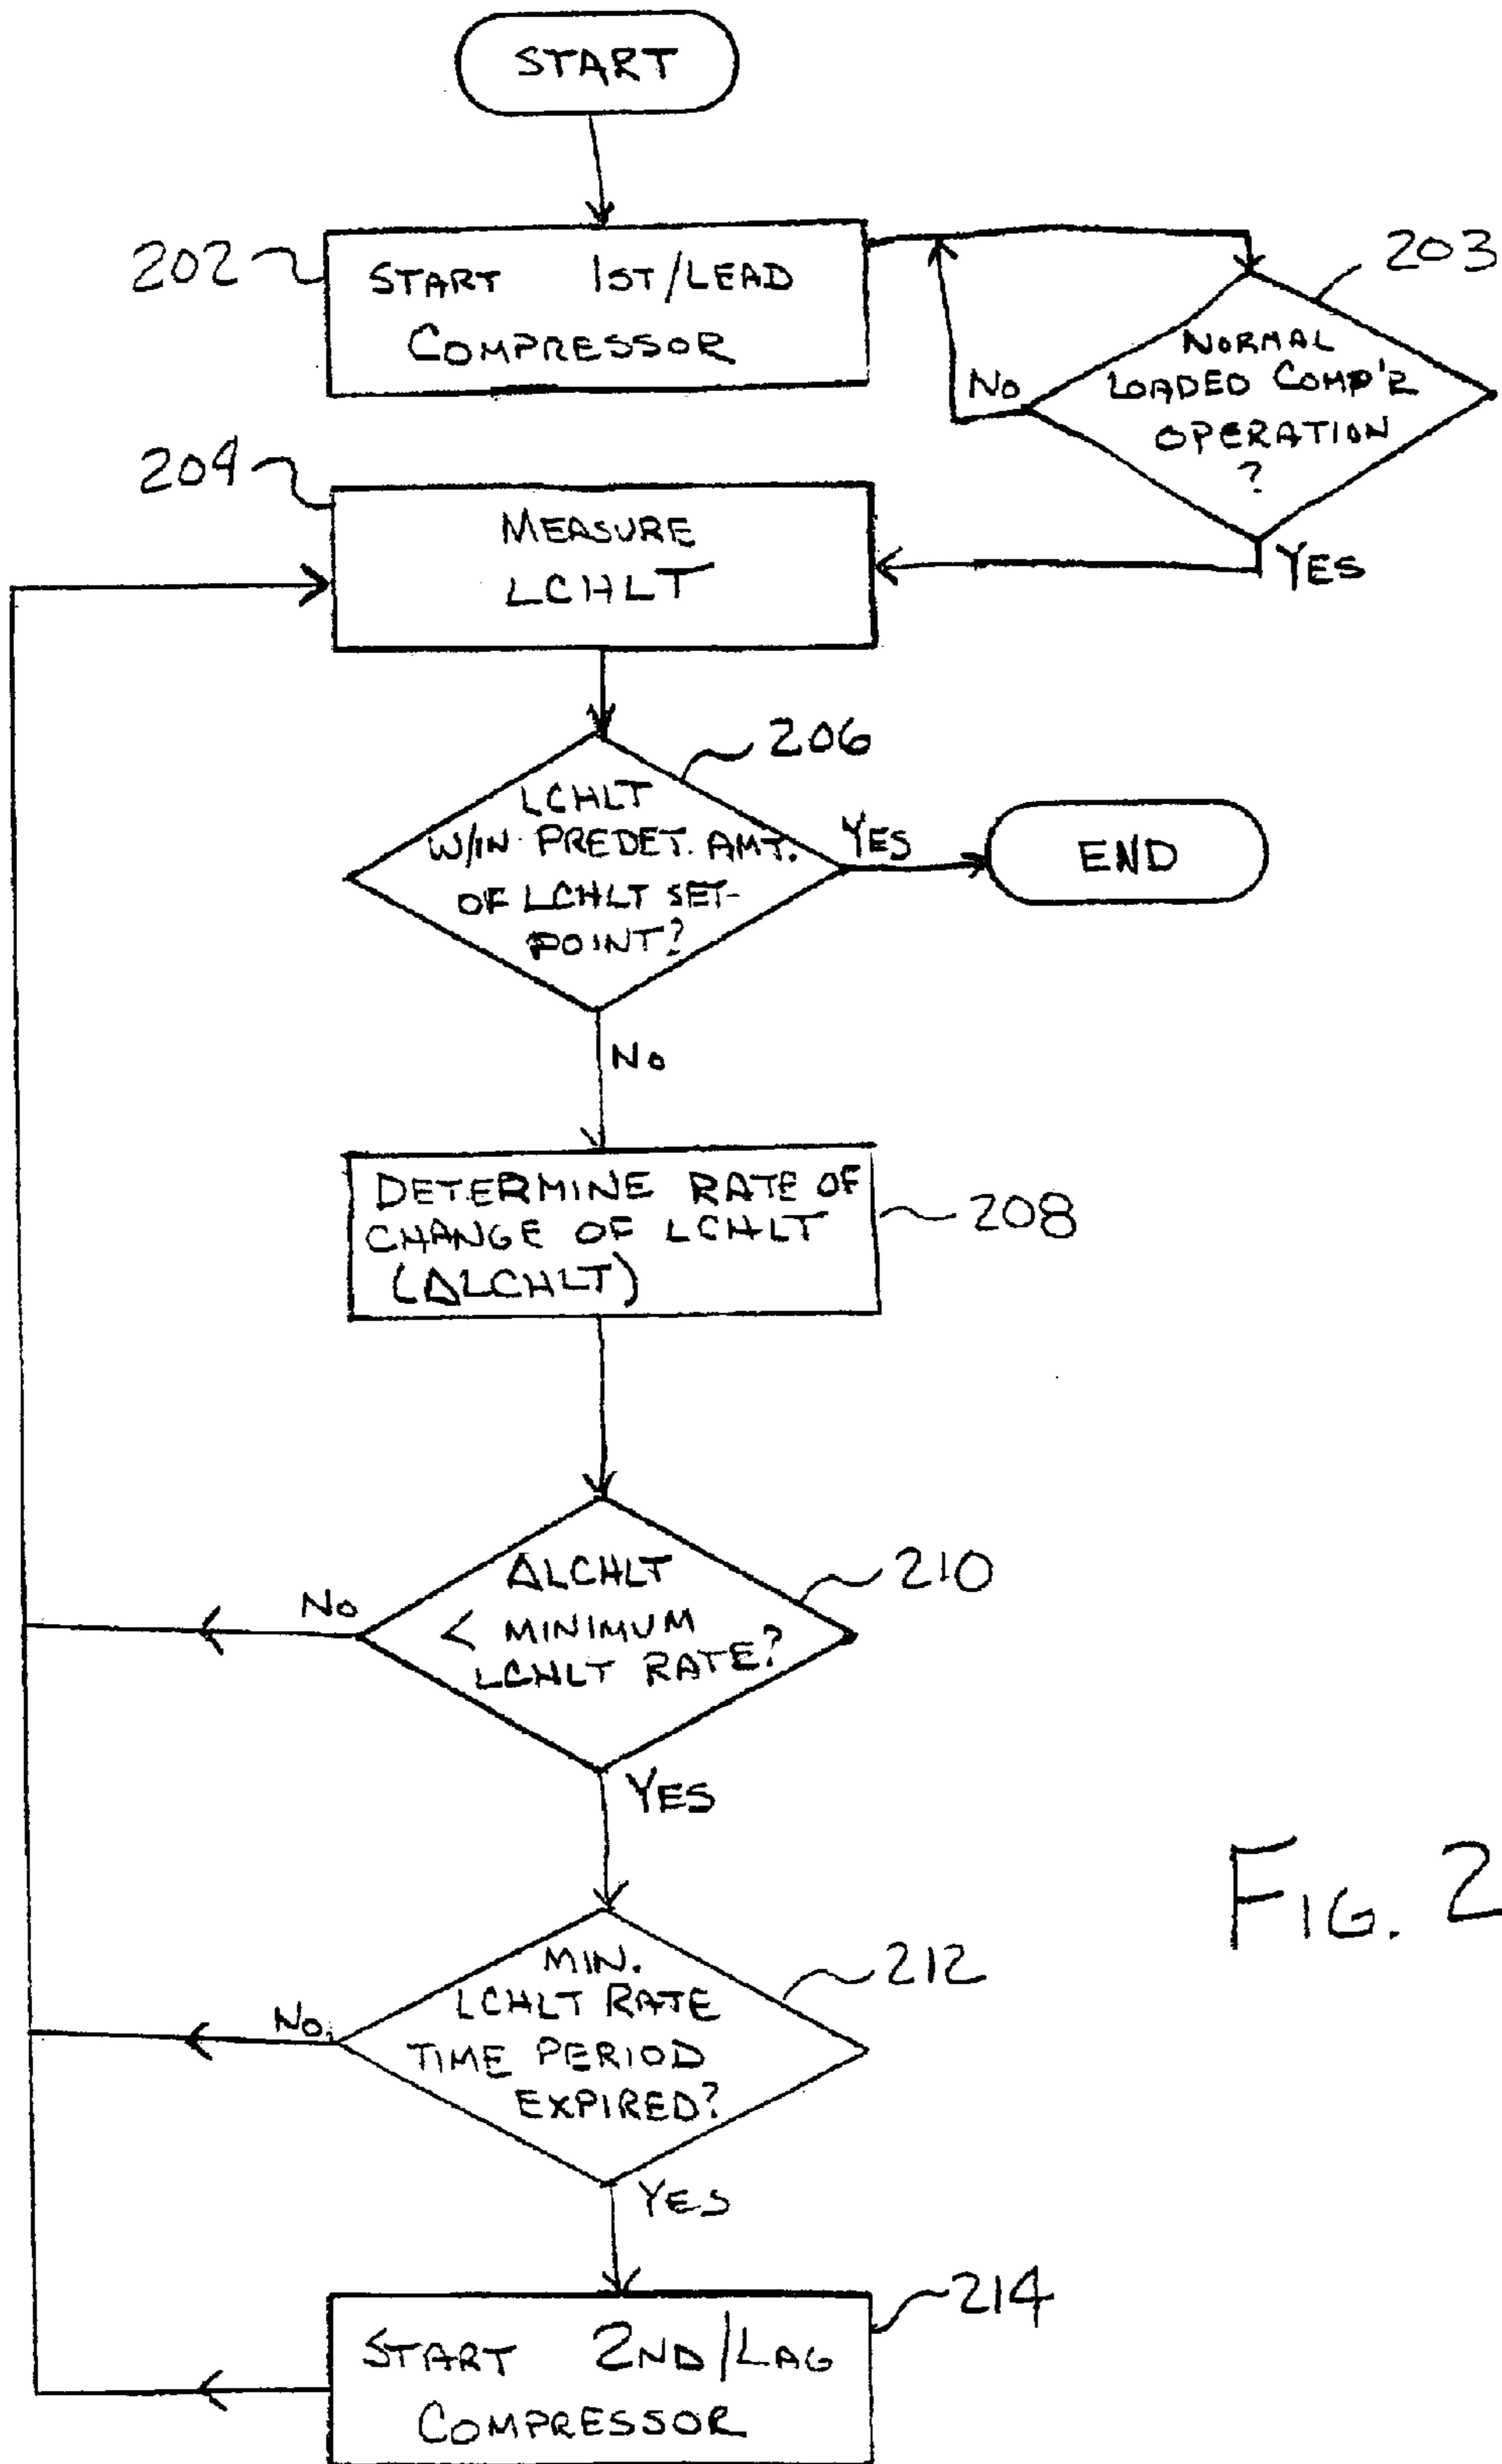 START
202
START 1ST/LEAD
COMPRESSOR
203
NORMAL
LOADED COMP'R
OPERATION
?
NO
YES
204
MEASURE
LCHLT
206
LCHLT
W/IN PREDET. AMT.
OF LCHLT SET-
POINT?
YES
END
NO
DETERMINE RATE OF
CHANGE OF LCHLT
(ΔLCHLT)
208
210
ΔLCHLT
< MINIMUM
LCHLT RATE?
NO
YES
212
MIN.
LCHLT RATE
TIME PERIOD
EXPIRED?
NO
YES
214
START 2ND/LAG
COMPRESSOR
FIG. 2